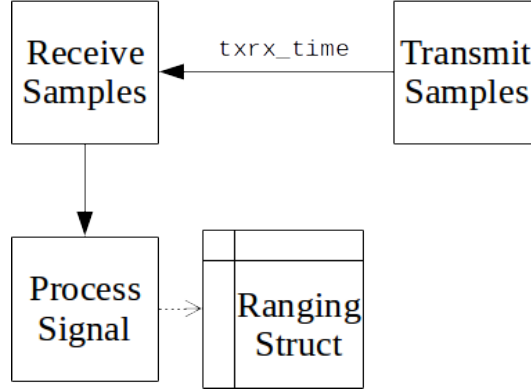 Receive
Samples
txrx_time
Transmit
Samples
Process
Signal
Ranging
Struct